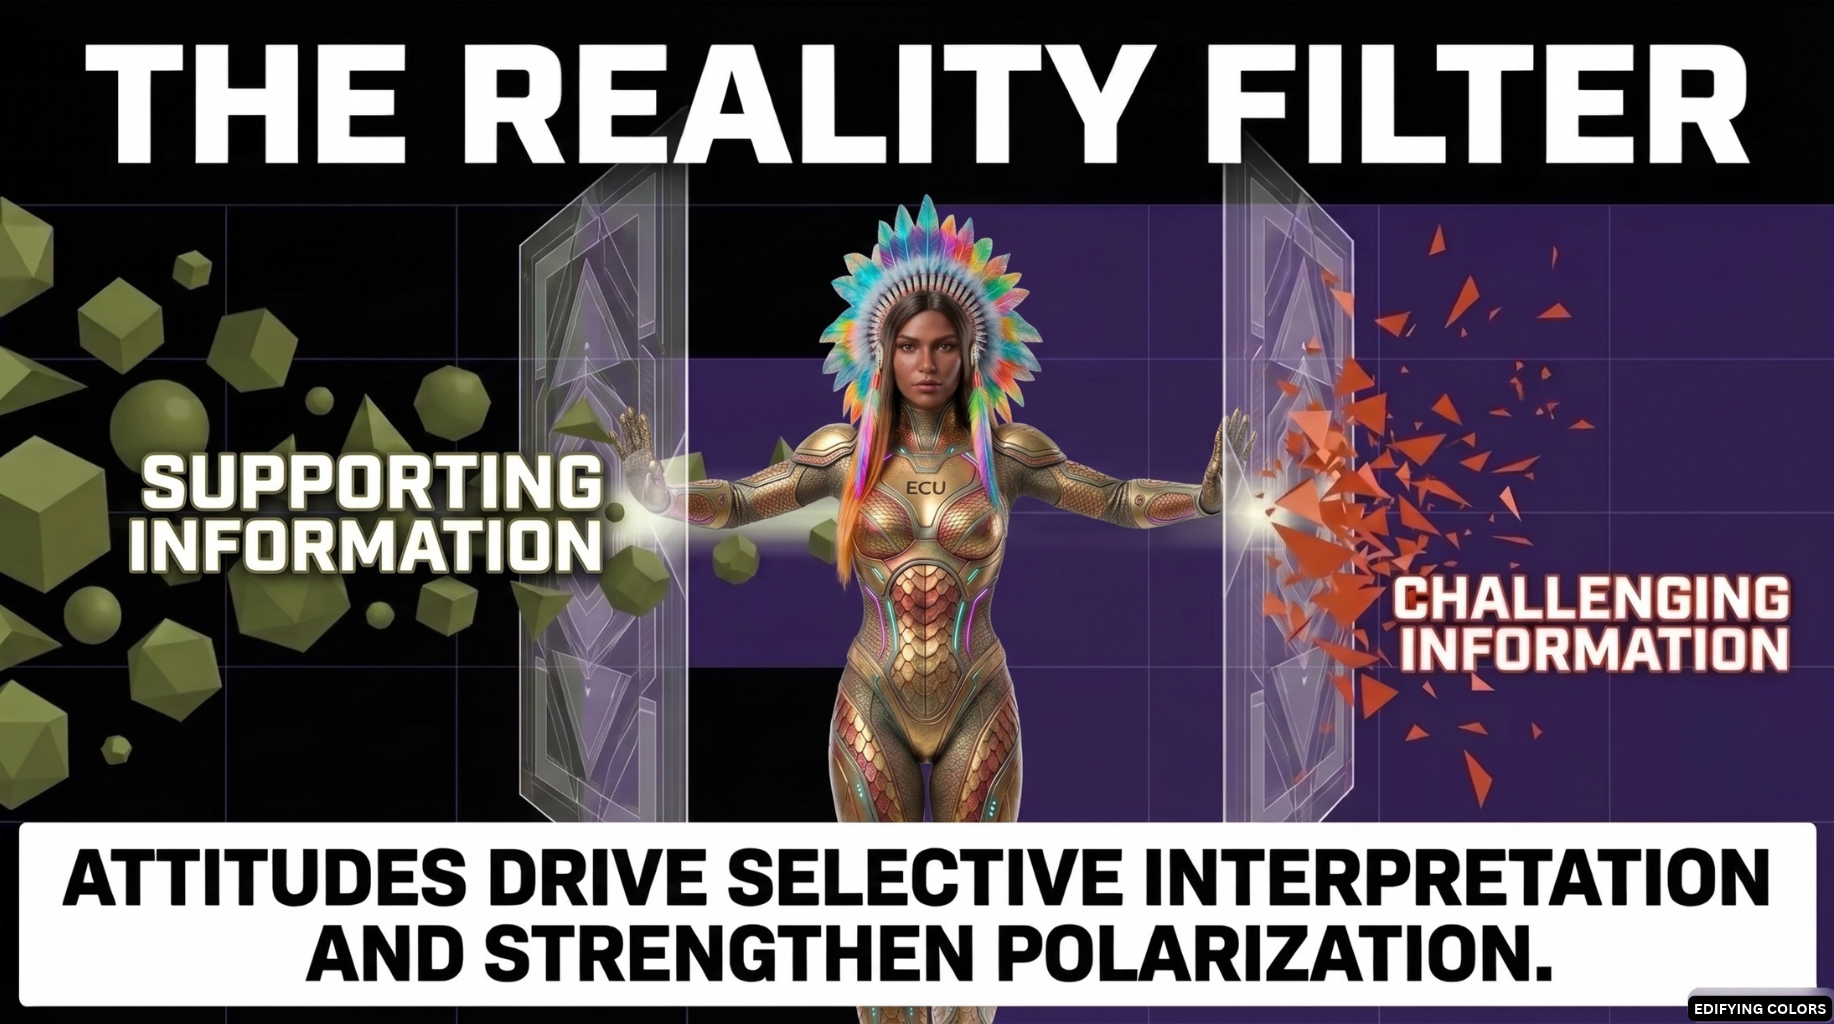 THE REALITY FILTER
ECU
SUPPORTING
INFORMATION
CHALLENGING
INFORMATION
ATTITUDES DRIVE SELECTIVE INTERPRETATION
AND STRENGTHEN POLARIZATION.
EDIFYING COLORS